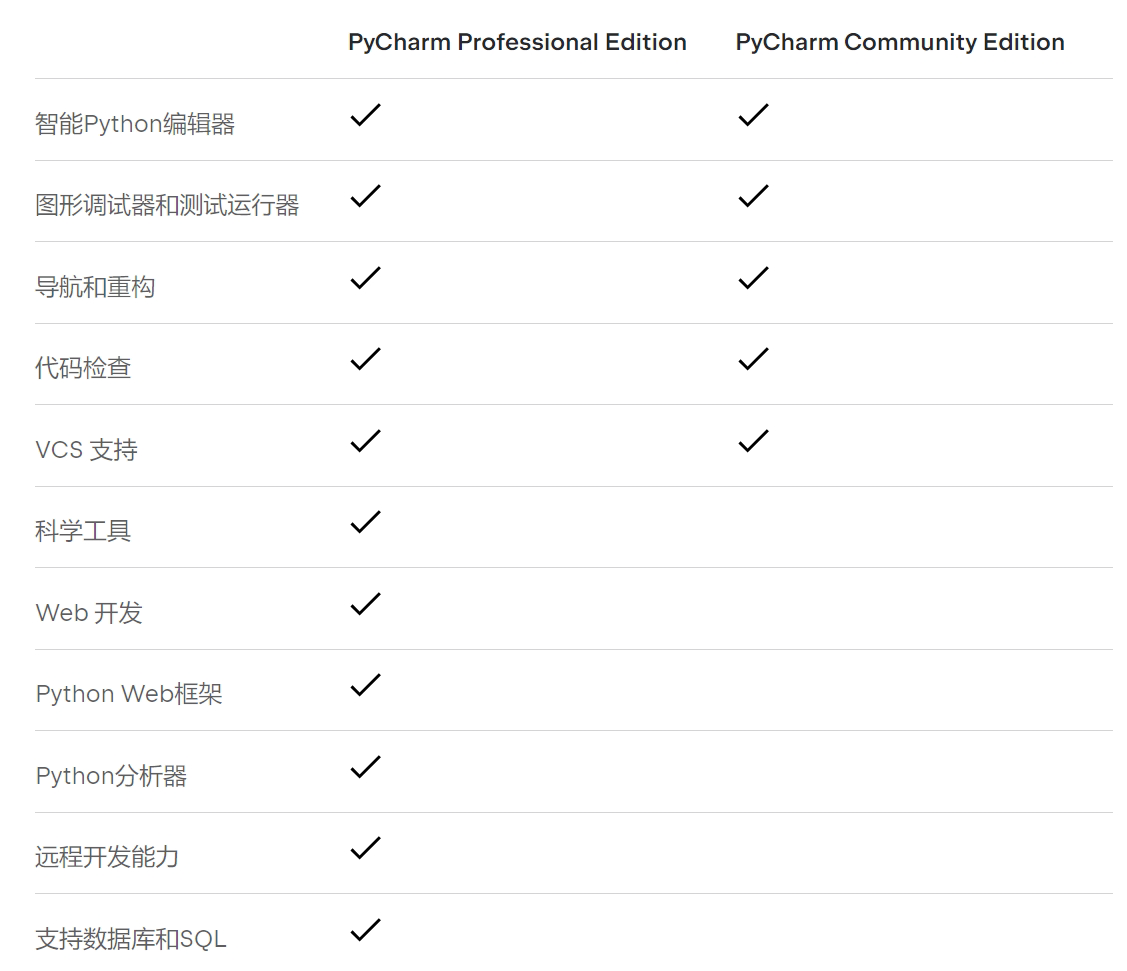 PyCharm Professional Edition PyCharm Community Edition
智能Python编辑器
图形调试器和测试运行器
导航和重构
代码检查
VCS 支持
科学工具
Web 开发
Python Web框架
Python分析器
远程开发能力
支持数据库和SQL